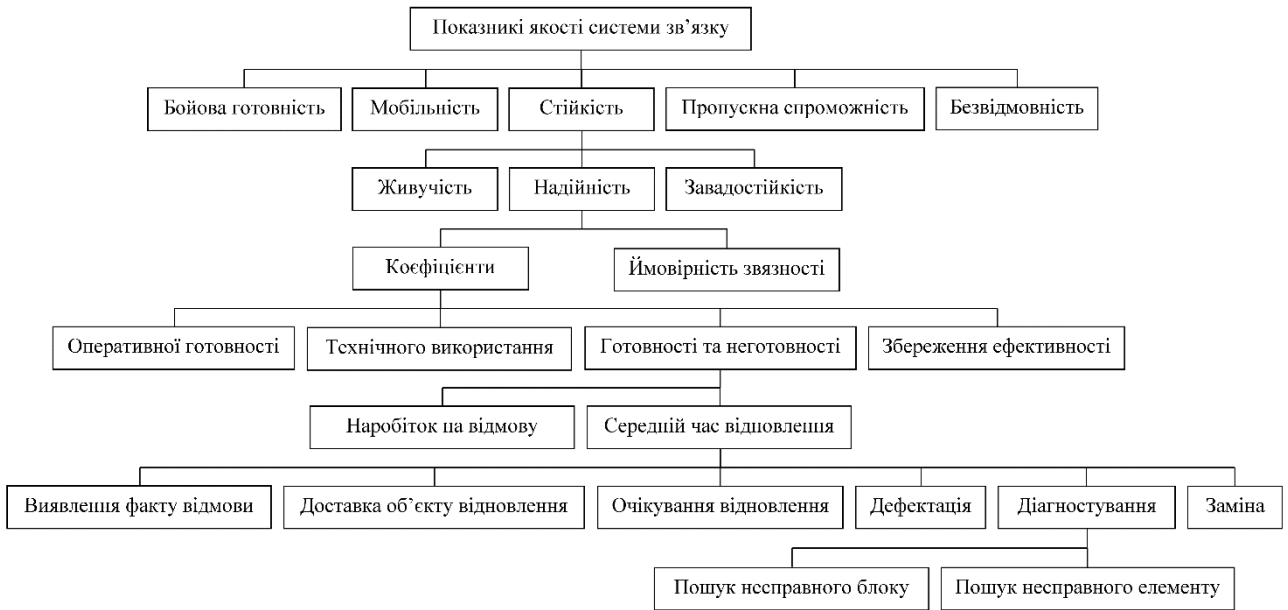 Показникі якості системи зв’язку
Бойова готовність
Мобільність
Стійкість
Пропускна спроможність
Безвідмовність
Живучість
Надійність
Завадостійкість
Коефіцієнти
Ймовірність звязності
Оперативної готовності
Технічного використання
Готовності та неготовності
Збереження ефективності
Наробіток на відмову
Середній час відновлення
Виявлення факту відмови
Доставка об’єкту відновлення
Очікування відновлення
Дефектація
Діагностування
Заміна
Пошук несправного блоку
Пошук несправного елементу